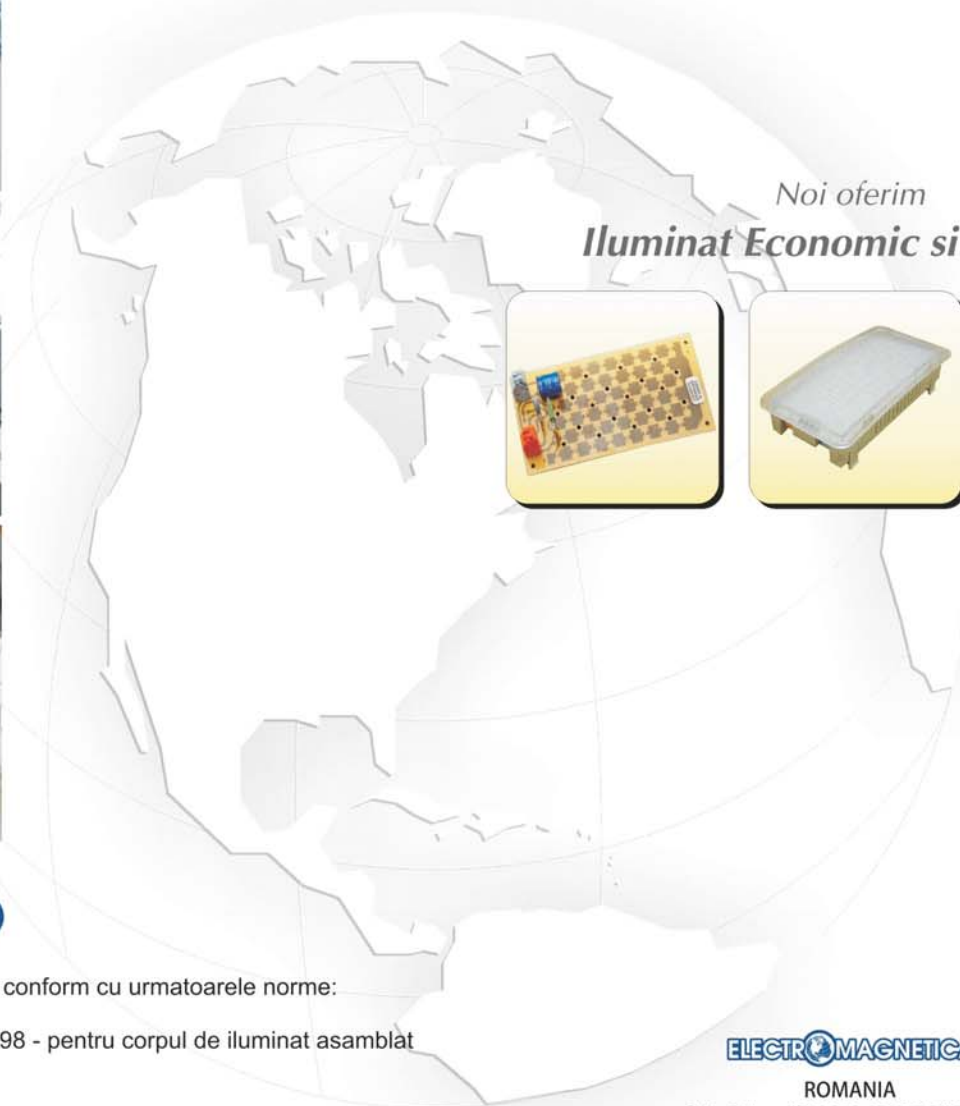 Noi oferim
Iluminat Economic si
conform cu urmatoarele norme:
98 - pentru corpul de iluminat asamblat
ELECTROMAGNETICA
ROMANIA